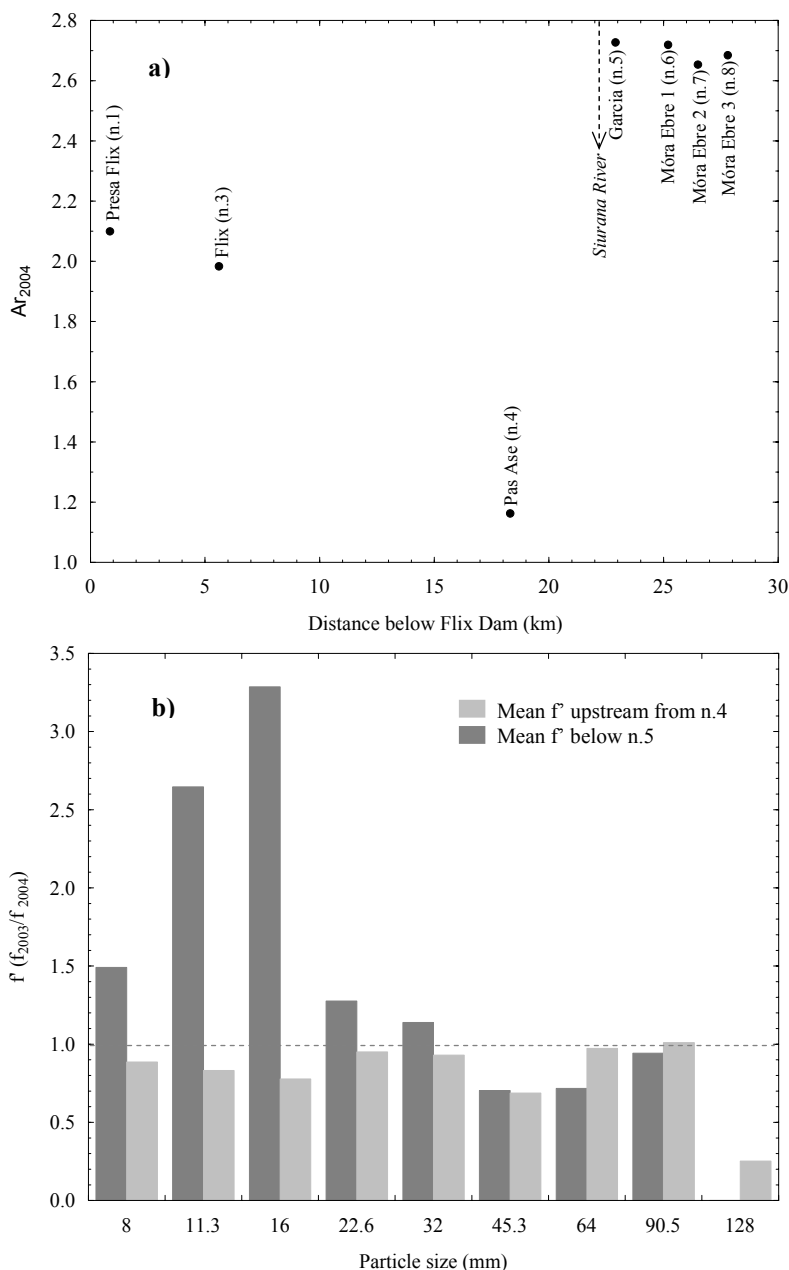 2.8
2.6
2.4
2.2
2.0
1.8
1.6
1.4
1.2
1.0
Ar2004
a)
Presa Flix (n.1)
Flix (n.3)
Pas Ase (n.4)
Siurana River
Garcia (n.5)
Móra Ebre 1 (n.6)
Móra Ebre 2 (n.7)
Móra Ebre 3 (n.8)
0 5 10 15 20 25 30
Distance below Flix Dam (km)
3.5
3.0
2.5
2.0
1.5
1.0
0.5
0.0
f' (f2003/f 2004)
b)
Mean f' upstream from n.4
Mean f' below n.5
8 11.3 16 22.6 32 45.3 64 90.5 128
Particle size (mm)